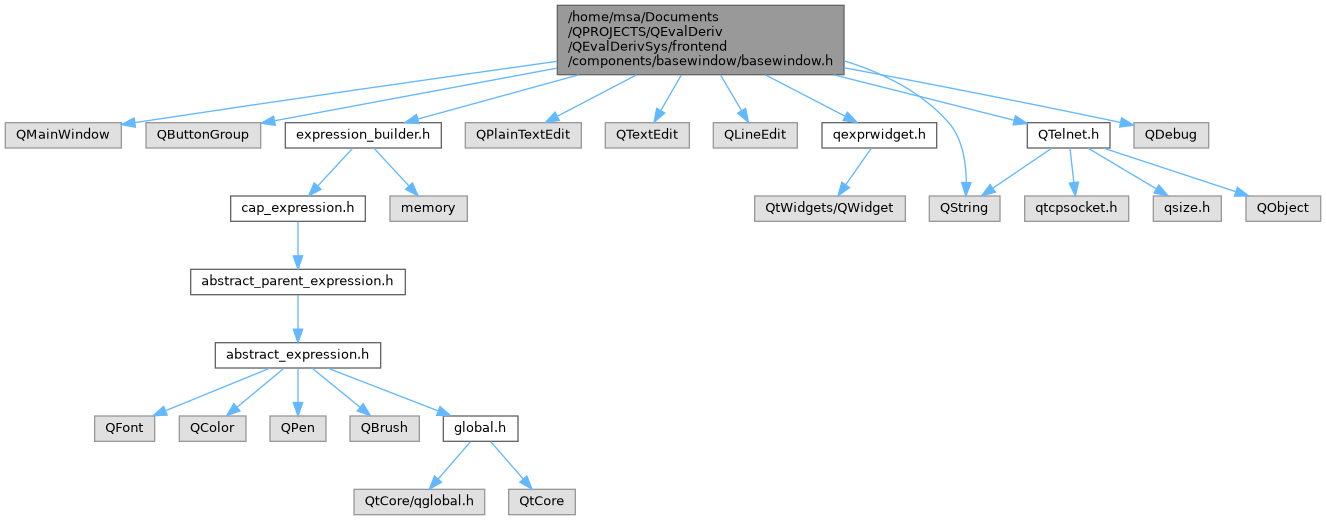 /home/msa/Documents
/QPROJECTS/QEvalDeriv
/QEvalDerivSys/frontend
/components/basewindow/basewindow.h
QMainWindow
QButtonGroup
expression_builder.h
QPlainTextEdit
QTextEdit
QLineEdit
qexprwidget.h
QTelnet.h
QDebug
cap_expression.h
memory
QtWidgets/QWidget
QString
qtcpsocket.h
qsize.h
QObject
abstract_parent_expression.h
abstract_expression.h
QFont
QColor
QPen
QBrush
global.h
QtCore/qglobal.h
QtCore